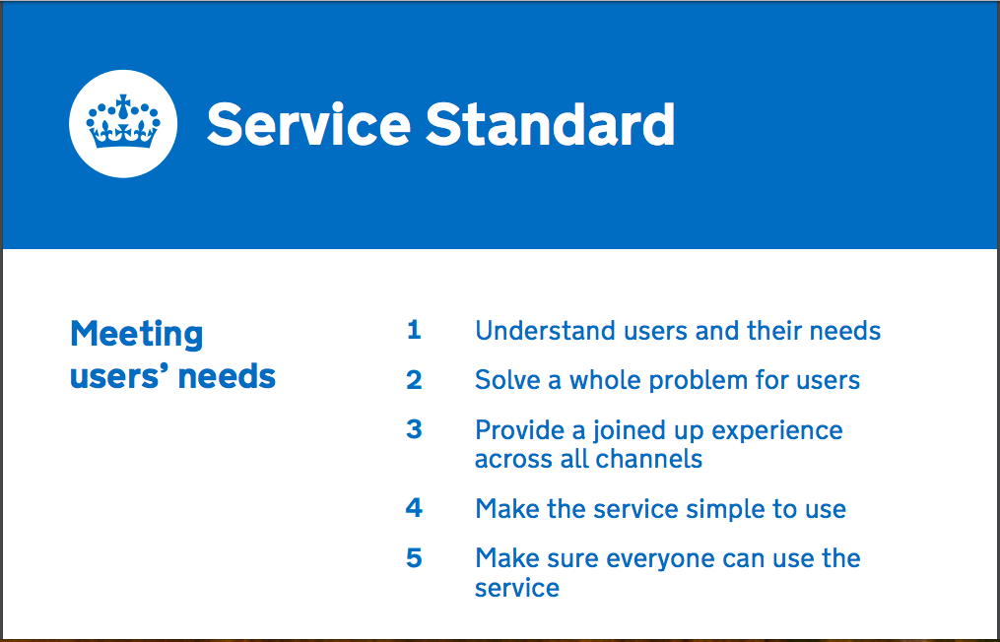 Service Standard
Meeting
users’ needs
1 Understand users and their needs
2 Solve a whole problem for users
3 Provide a joined up experience
across all channels
4 Make the service simple to use
5 Make sure everyone can use the
service